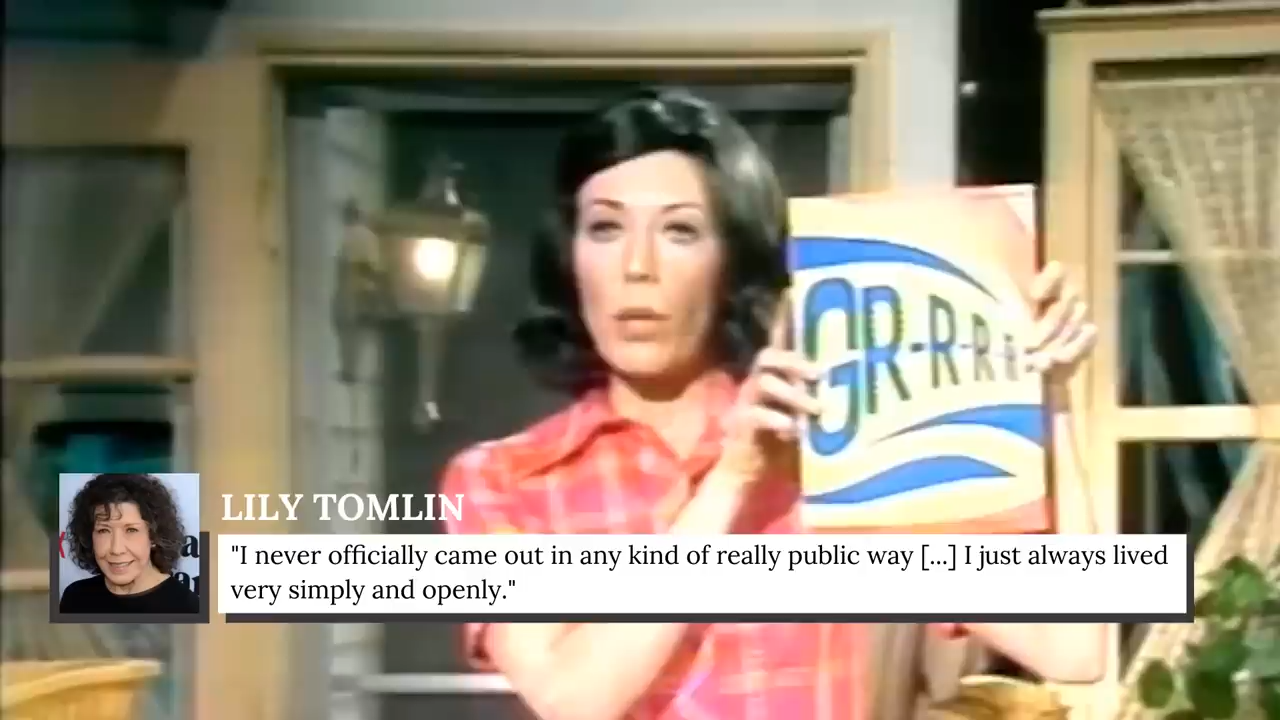 GR-R-R-R
LILY TOMLIN
"I never officially came out in any kind of really public way [...] I just always lived
very simply and openly."